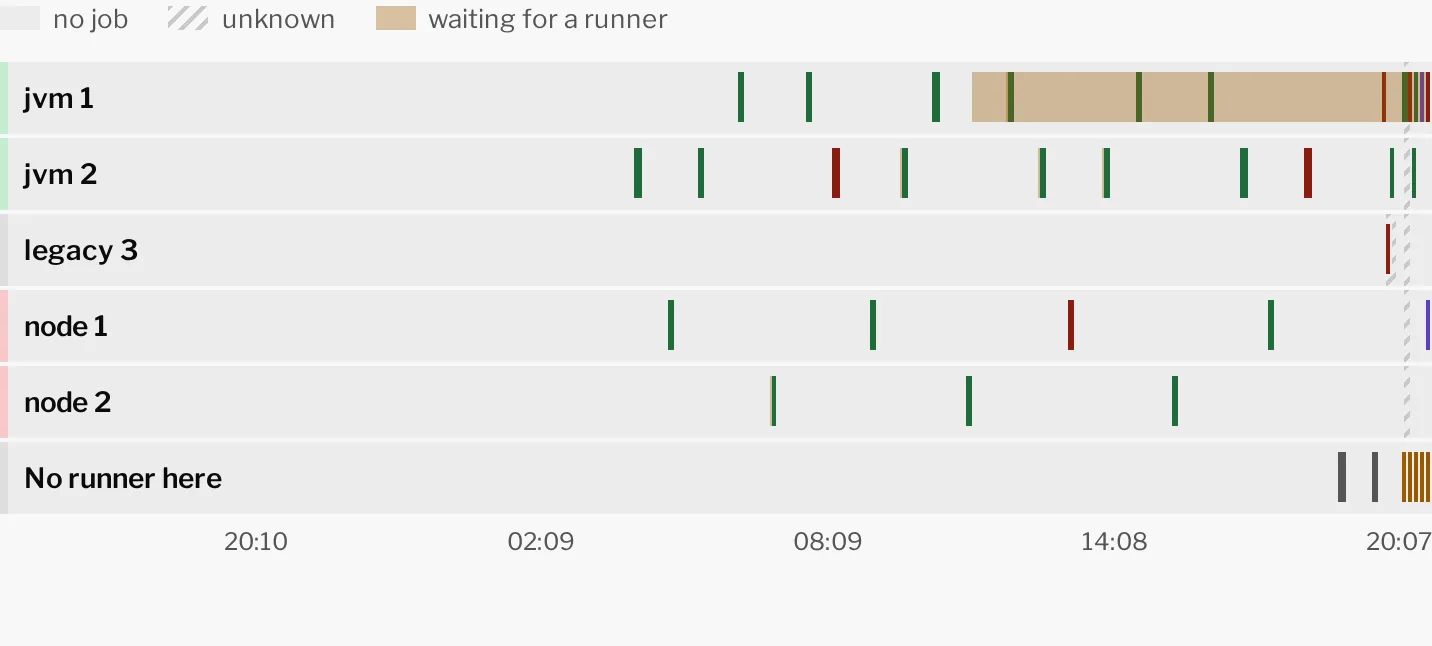 no job unknown waiting for a runner
jvm 1
jvm 2
legacy 3
node 1
node 2
No runner here
20:10 02:09 08:09 14:08 20:07